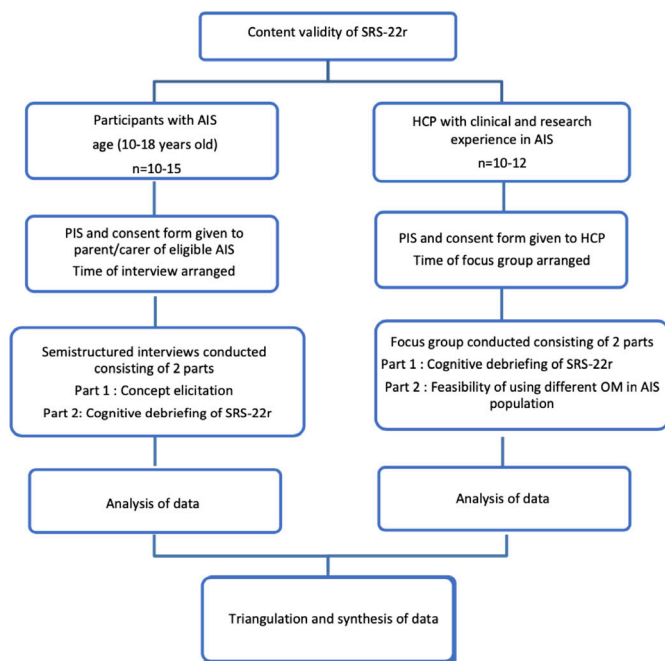 Content validity of SRS-22r
Participants with AIS
age (10-18 years old)
n=10-15
HCP with clinical and research
experience in AIS
n=10-12
PIS and consent form given to
parent/carer of eligible AIS
Time of interview arranged
PIS and consent form given to HCP
Time of focus group arranged
Semistructured interviews conducted
consisting of 2 parts
Part 1 : Concept elicitation
Part 2: Cognitive debriefing of SRS-22r
Focus group conducted consisting of 2 parts
Part 1 : Cognitive debriefing of SRS-22r
Part 2 : Feasibility of using different OM in AIS
population
Analysis of data
Analysis of data
Triangulation and synthesis of data